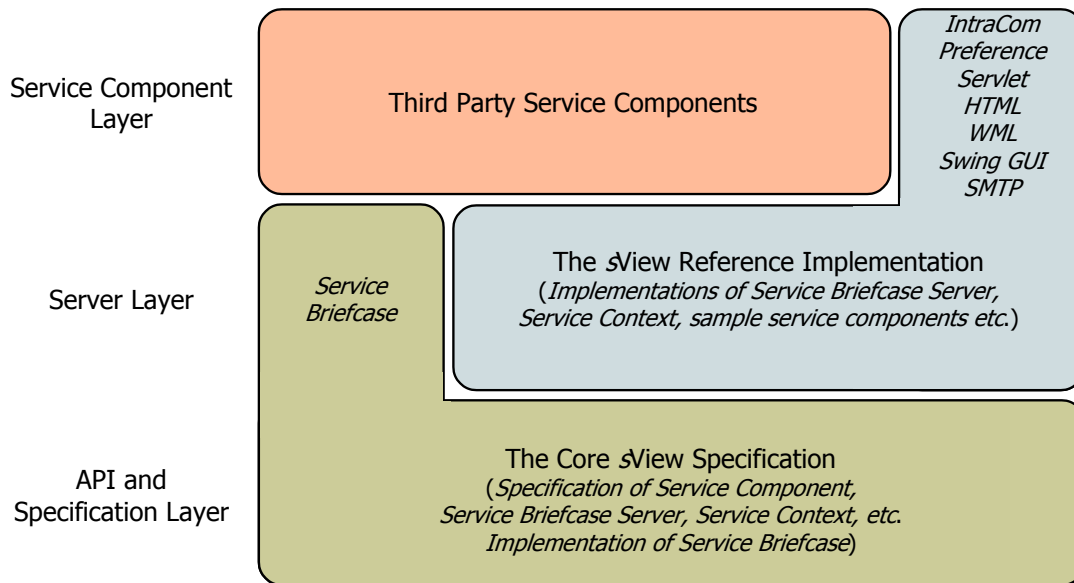 Service Component
Layer
Third Party Service Components
IntraCom
Preference
Servlet
HTML
WML
Swing GUI
SMTP
Server Layer
Service
Briefcase
The sView Reference Implementation
(Implementations of Service Briefcase Server,
Service Context, sample service components etc.)
API and
Specification Layer
The Core sView Specification
(Specification of Service Component,
Service Briefcase Server, Service Context, etc.
Implementation of Service Briefcase)